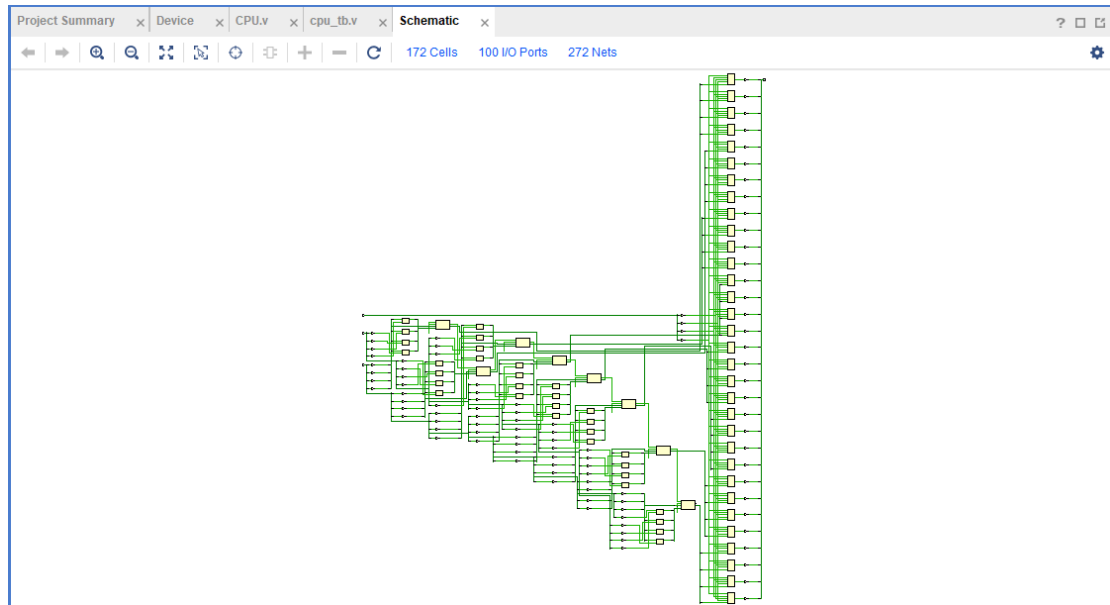 Project Summary × Device × CPU.v × cpu_tb.v × Schematic × ?
172 Cells 100 I/O Ports 272 Nets